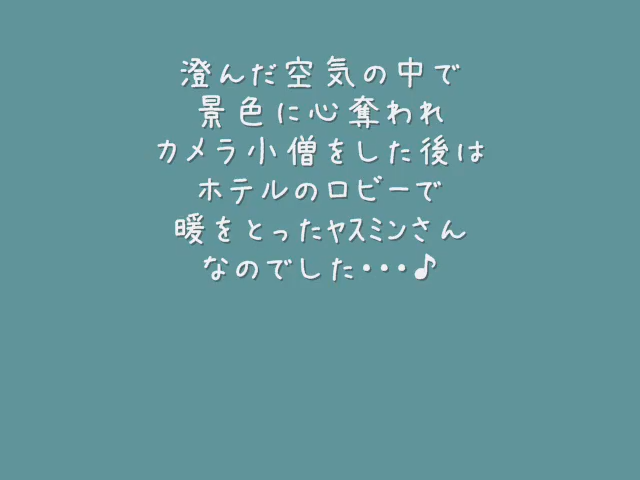 澄んだ空気の中で
景色に心奪われ
カメラ小僧をした後は
ホテルのロビーで
暖をとったﾔｽﾐﾝさん
なのでした・・・♪